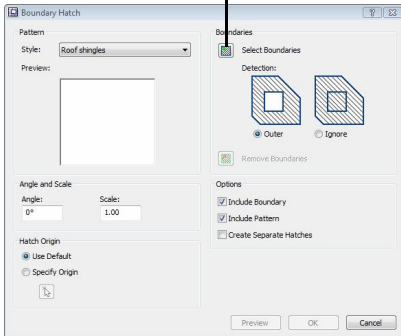 Boundary Hatch
Pattern
Style: Roof shingles
Preview:
Angle and Scale
Angle: Scale:
0° 1.00
Hatch Origin
Use Default
Specify Origin
Boundaries
Select Boundaries
Detection:
Outer Ignore
Remove Boundaries
Options
Include Boundary
Include Pattern
Create Separate Hatches
Preview OK Cancel